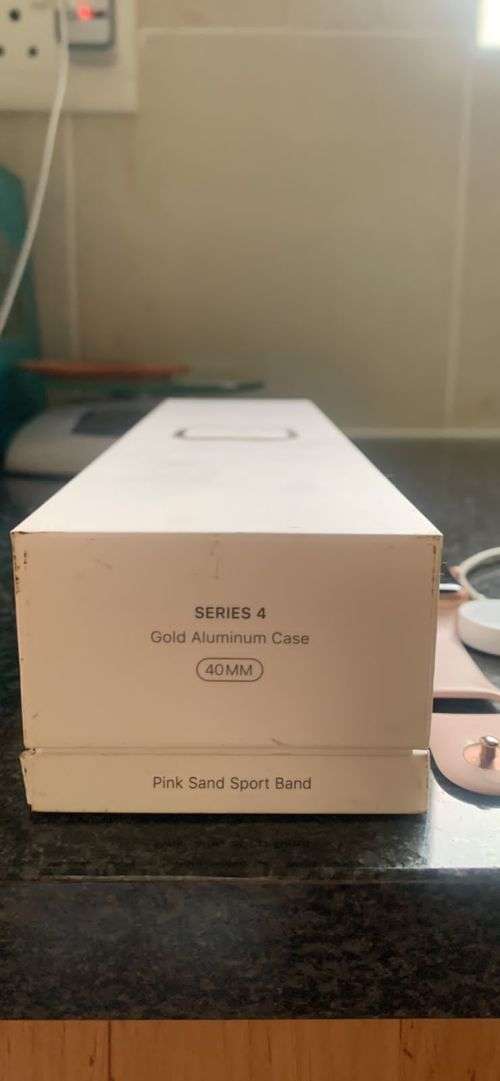 SERIES 4
Gold Aluminum Case
40MM
Pink Sand Sport Band